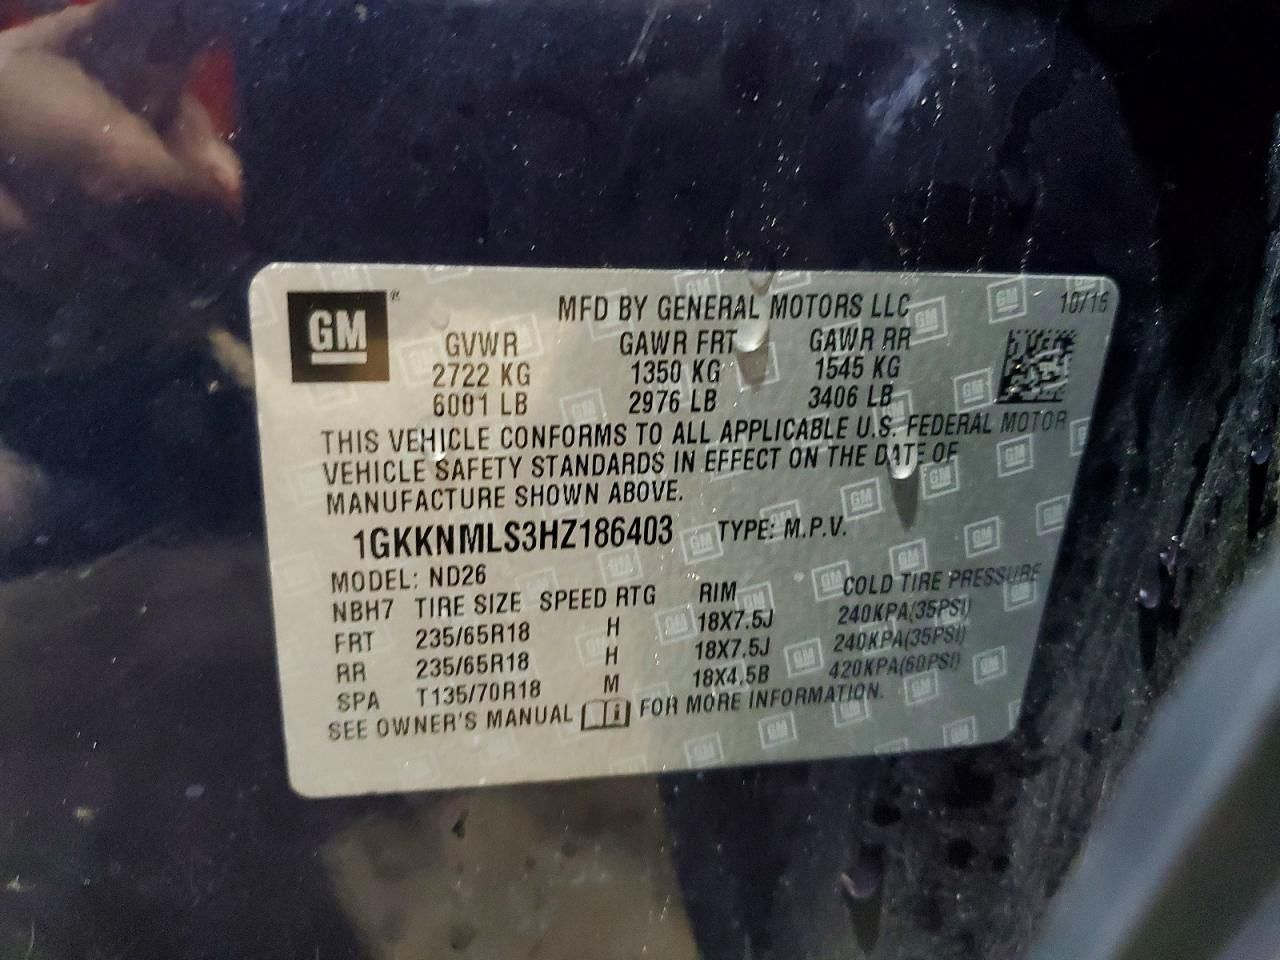 GM ®
MFD BY GENERAL MOTORS LLC 10/16
GVWR GAWR FRT GAWR RR
2722 KG 1350 KG 1545 KG
6001 LB 2976 LB 3406 LB
THIS VEHICLE CONFORMS TO ALL APPLICABLE U.S. FEDERAL MOTOR
VEHICLE SAFETY STANDARDS IN EFFECT ON THE DATE OF
MANUFACTURE SHOWN ABOVE.
1GKKNMLS3HZ186403 TYPE: M.P.V.
MODEL: ND26
NBH7 TIRE SIZE SPEED RTG RIM COLD TIRE PRESSURE
FRT 235/65R18 H 18X7.5J 240KPA(35PSI)
RR 235/65R18 H 18X7.5J 240KPA(35PSI)
SPA T135/70R18 M 18X4.5B 420KPA(60PSI)
SEE OWNER'S MANUAL i FOR MORE INFORMATION.